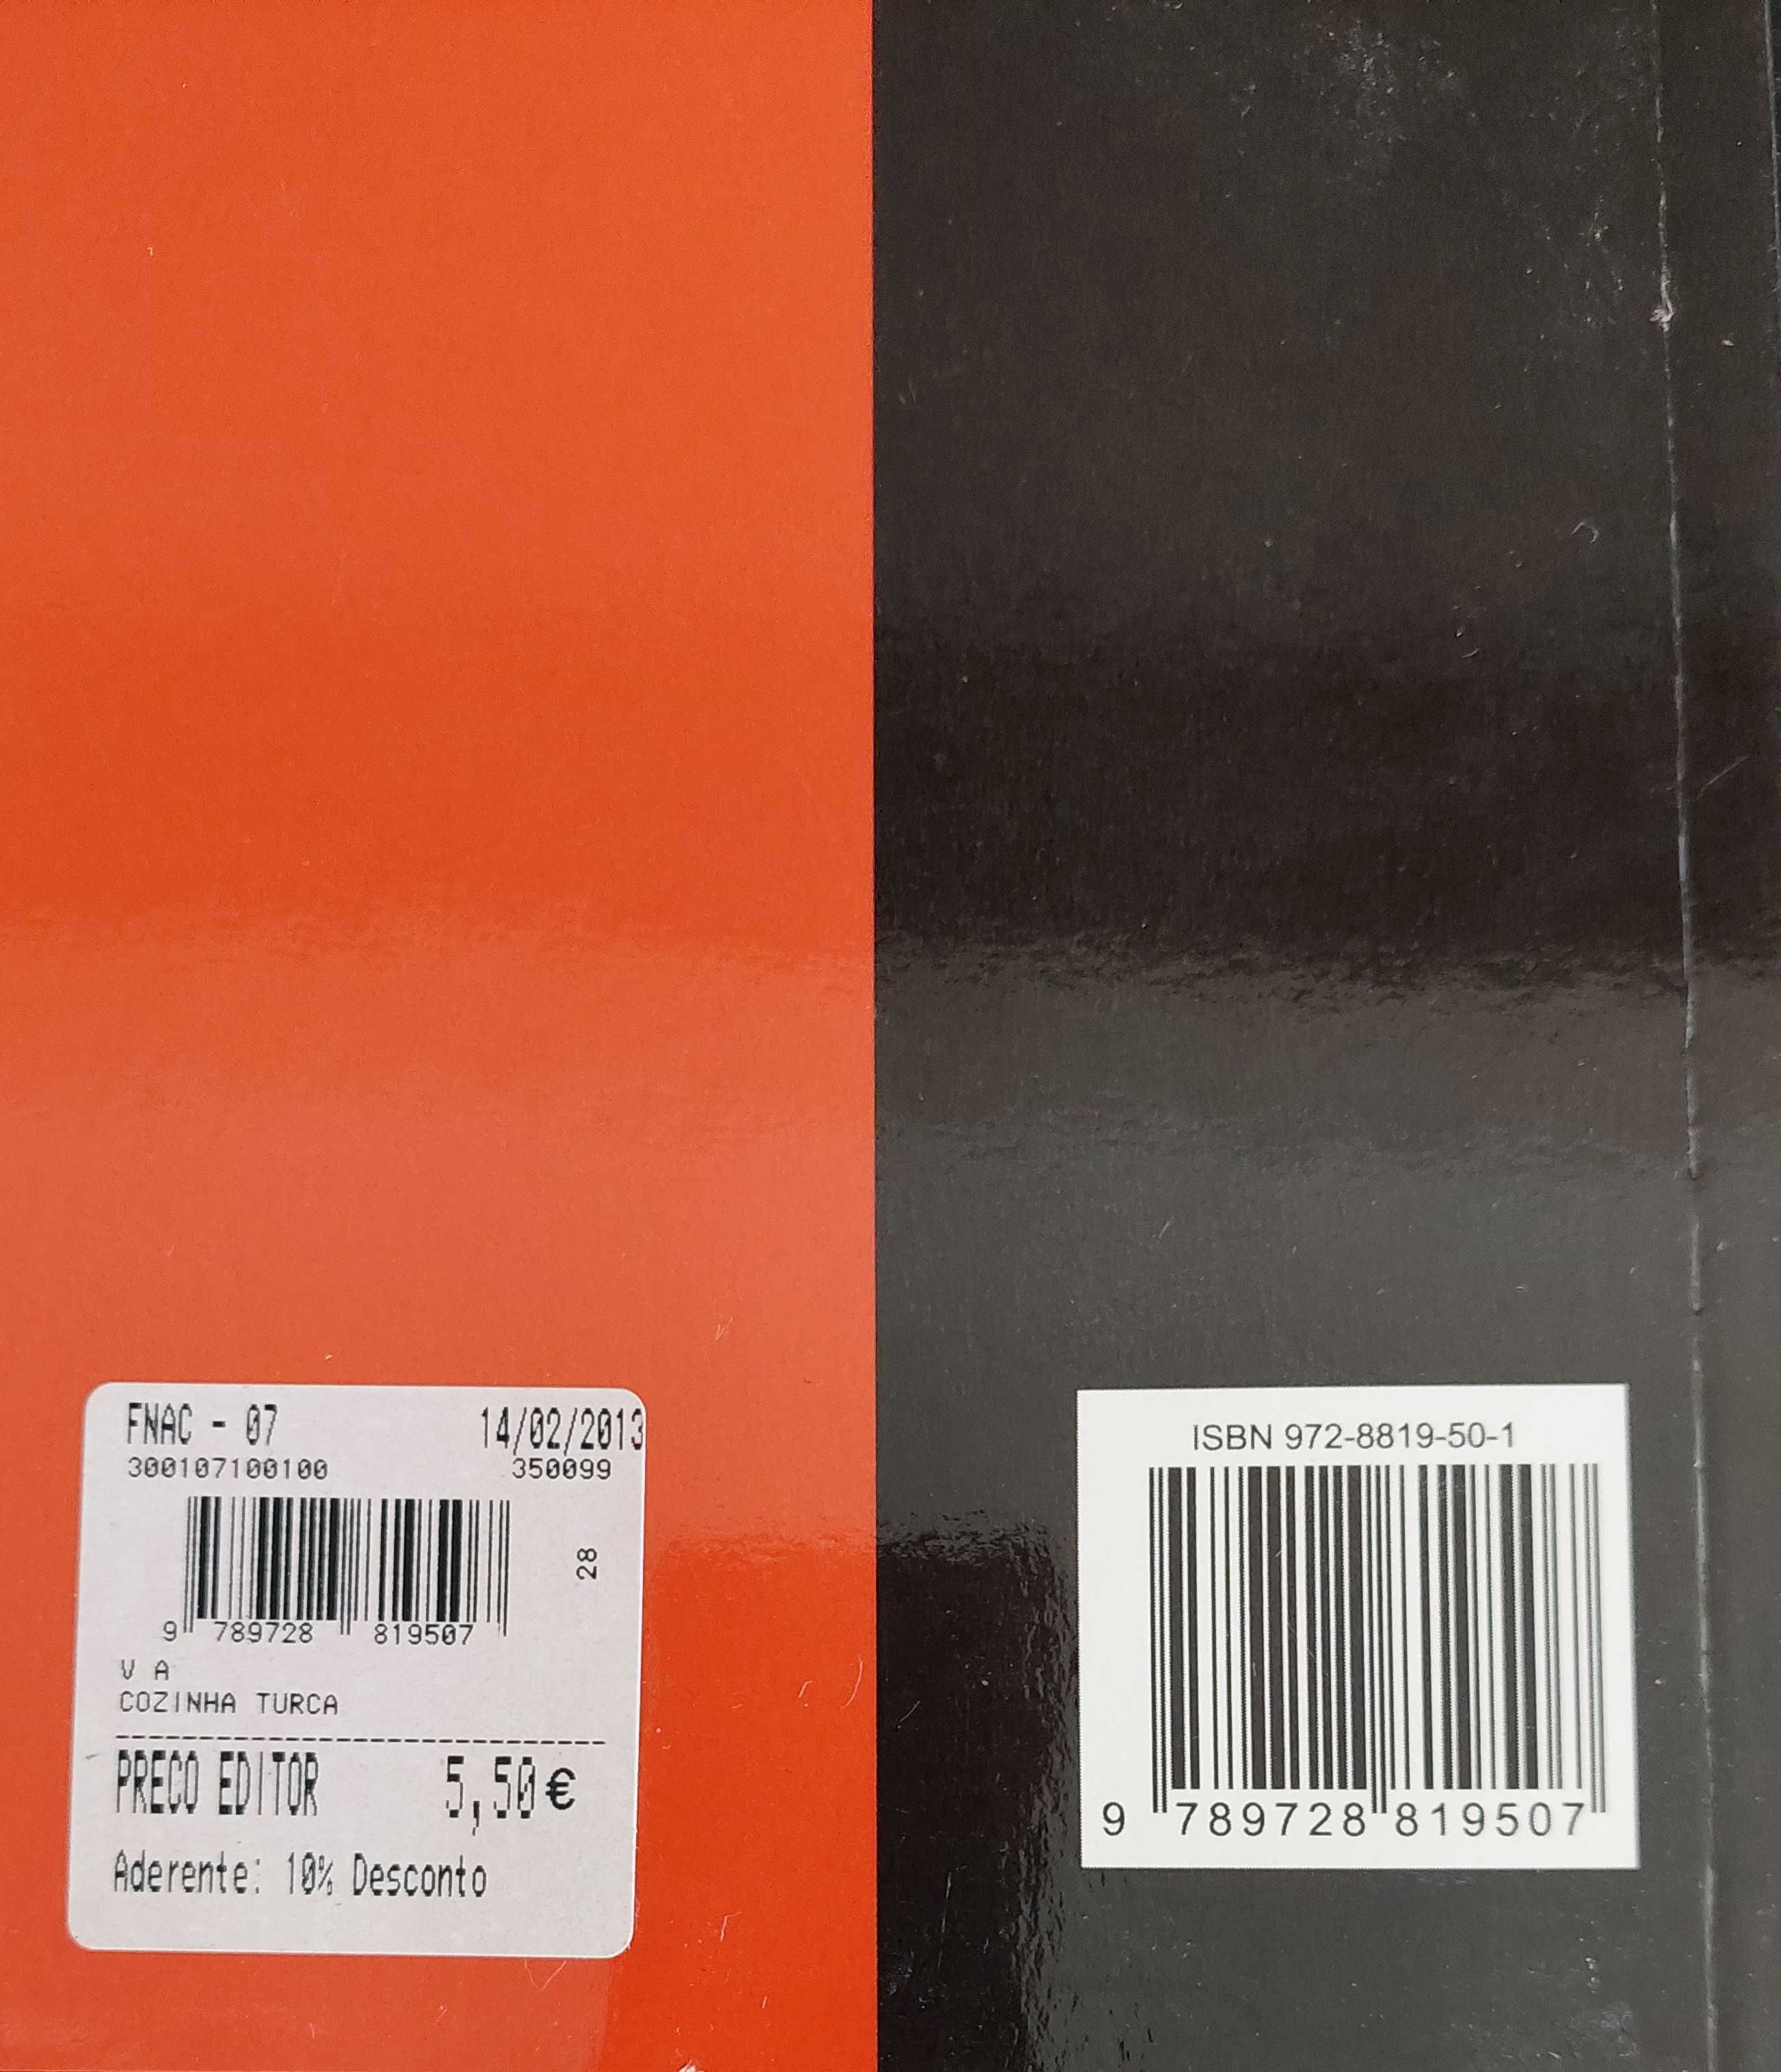 FNAC - 07 14/02/2013
300107100100 350099
28
9 789728 819507
V A
COZINHA TURCA
PRECO EDITOR 5,50€
Aderente: 10% Desconto
ISBN 972-8819-50-1
9 789728 819507